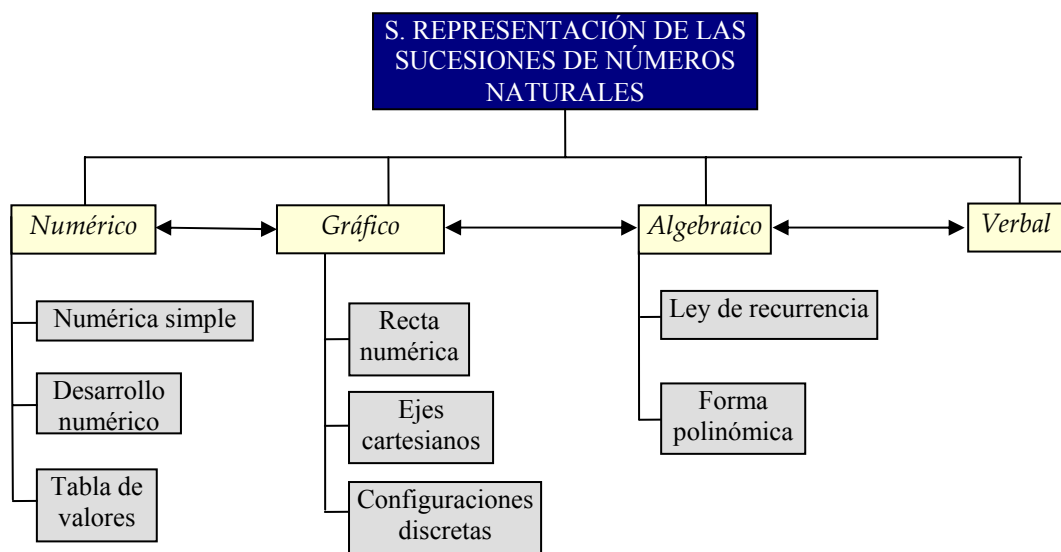 S. REPRESENTACIÓN DE LAS
SUCESIONES DE NÚMEROS
NATURALES
Numérico
Gráfico
Algebraico
Verbal
Numérica simple
Desarrollo
numérico
Tabla de
valores
Recta
numérica
Ejes
cartesianos
Configuraciones
discretas
Ley de recurrencia
Forma
polinómica